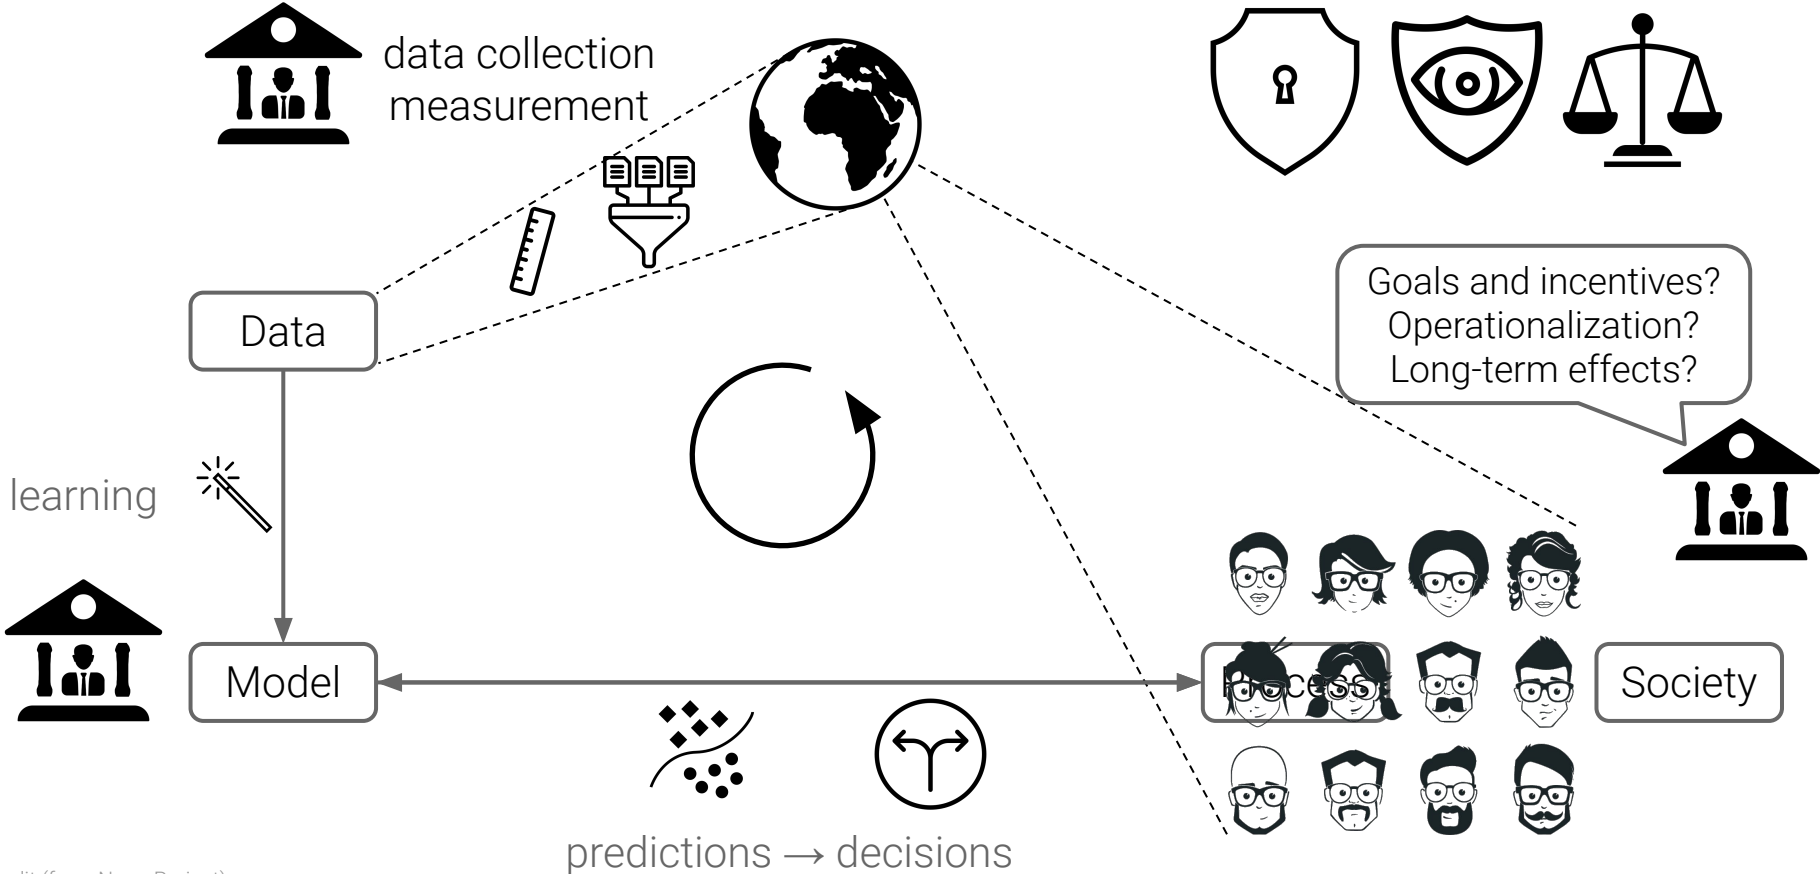 data collection
measurement
Goals and incentives?
Operationalization?
Long-term effects?
Data
learning
Model
Society
predictions → decisions